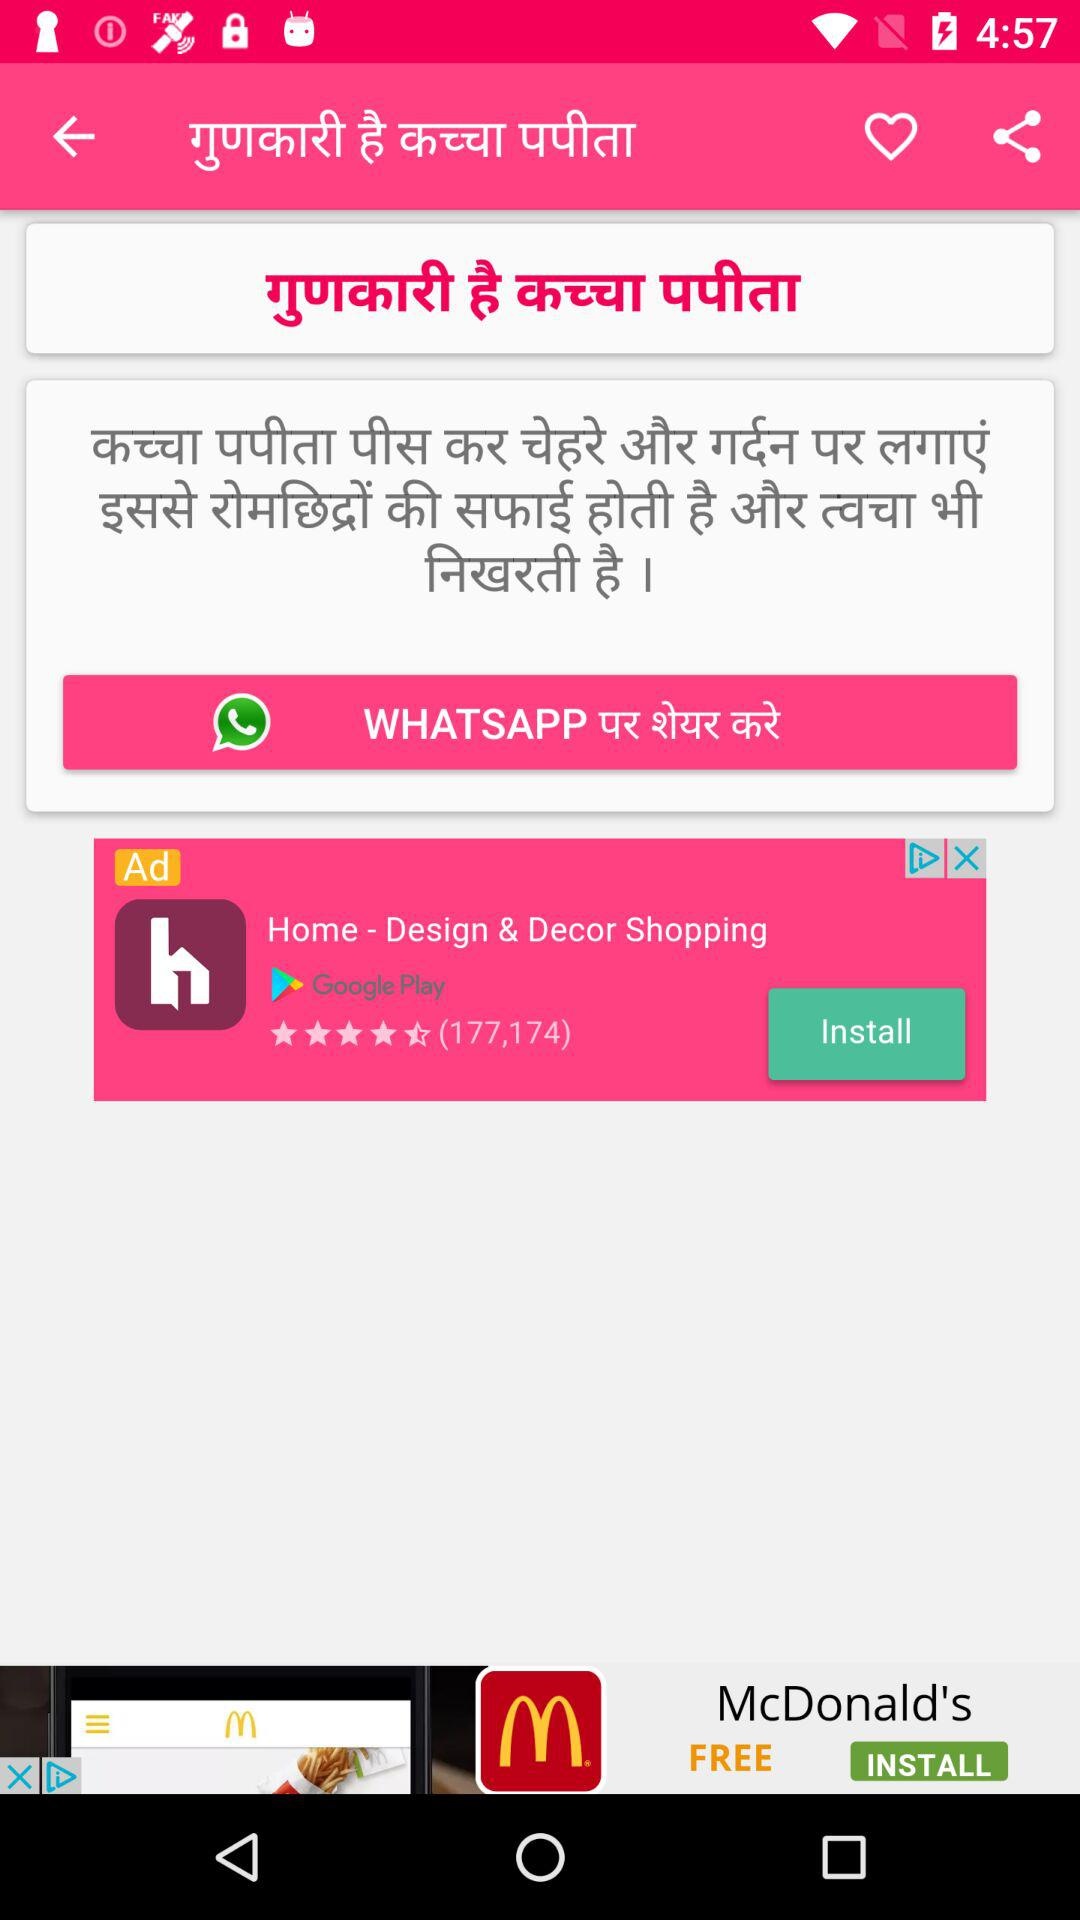 FAKE
4:57
गुणकारी है कच्चा पपीता
गुणकारी है कच्चा पपीता
कच्चा पपीता पीस कर चेहरे और गर्दन पर लगाएं
इससे रोमछिद्रों की सफाई होती है और त्वचा भी
निखरती है ।
WHATSAPP पर शेयर करे
Ad
Home - Design & Decor Shopping
Google Play
(177,174)
Install
McDonald's
FREE
INSTALL